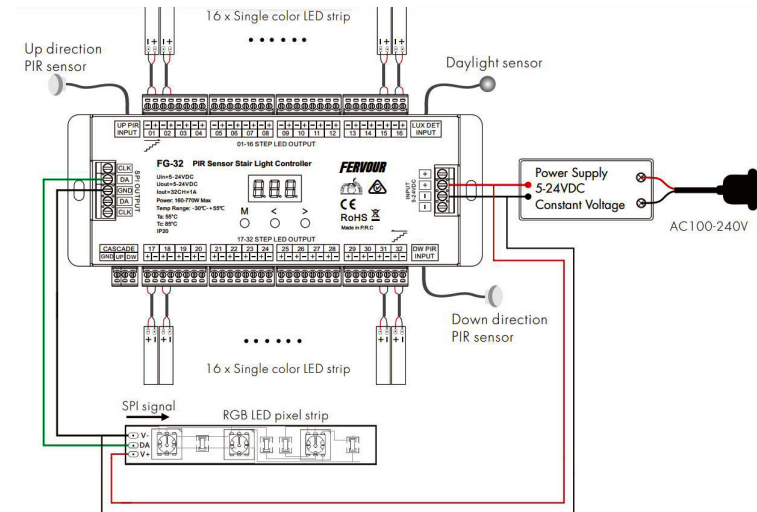 16 x Single color LED strip
Up direction
PIR sensor
Daylight sensor
UP PIR
INPUT
- + - + - + - + - + - + - + - + - + - + - + - + - + - + - + - +
01 02 03 04 05 06 07 08 09 10 11 12 13 14 15 16
LUX DET
INPUT
01-16 STEP LED OUTPUT
SPI OUTPUT
CLK
DA
GND
DA
CLK
FG-32 PIR Sensor Stair Light Controller
Uin=5-24VDC
Uout=5-24VDC
Iout=32CH×1A
Power: 160-770W Max
Temp Range: -30℃-+55℃
Ta: 55°C
Tc: 85°C
IP20
888
M < >
FERVOUR
CE
RoHS
Made in P.R.C
INPUT
5-24VDC
+
+
-
-
Power Supply
5-24VDC
Constant Voltage
AC100-240V
17-32 STEP LED OUTPUT
CASCADE
GND UP DW
17 18 19 20 21 22 23 24 25 26 27 28 29 30 31 32
+ - + - + - + - + - + - + - + - + - + - + - + - + - + - + - + -
DW PIR
INPUT
Down direction
PIR sensor
16 x Single color LED strip
SPI signal
RGB LED pixel strip
V-
DA
V+